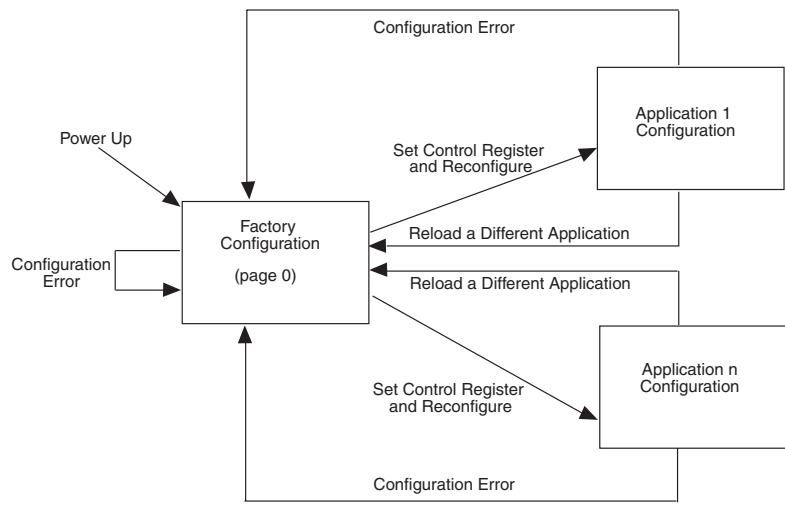 Configuration Error
Application 1
Configuration
Power Up
Set Control Register
and Reconfigure
Factory
Configuration
(page 0)
Reload a Different Application
Configuration
Error
Reload a Different Application
Application n
Configuration
Set Control Register
and Reconfigure
Configuration Error